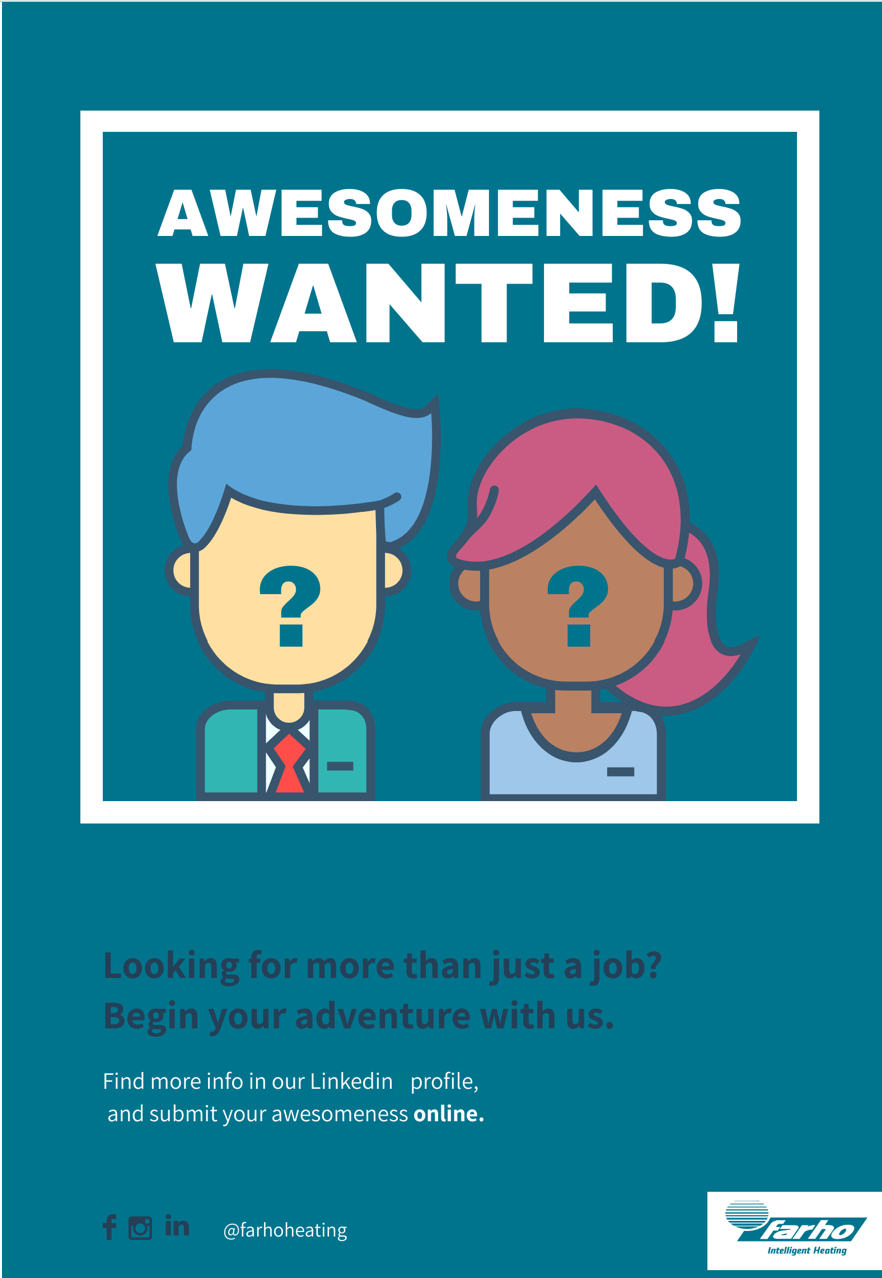 AWESOMENESS
WANTED!
?
?
Looking for more than just a job?
Begin your adventure with us.
Find more info in our Linkedin profile,
and submit your awesomeness online.
f in @farhoheating
farho
Intelligent Heating